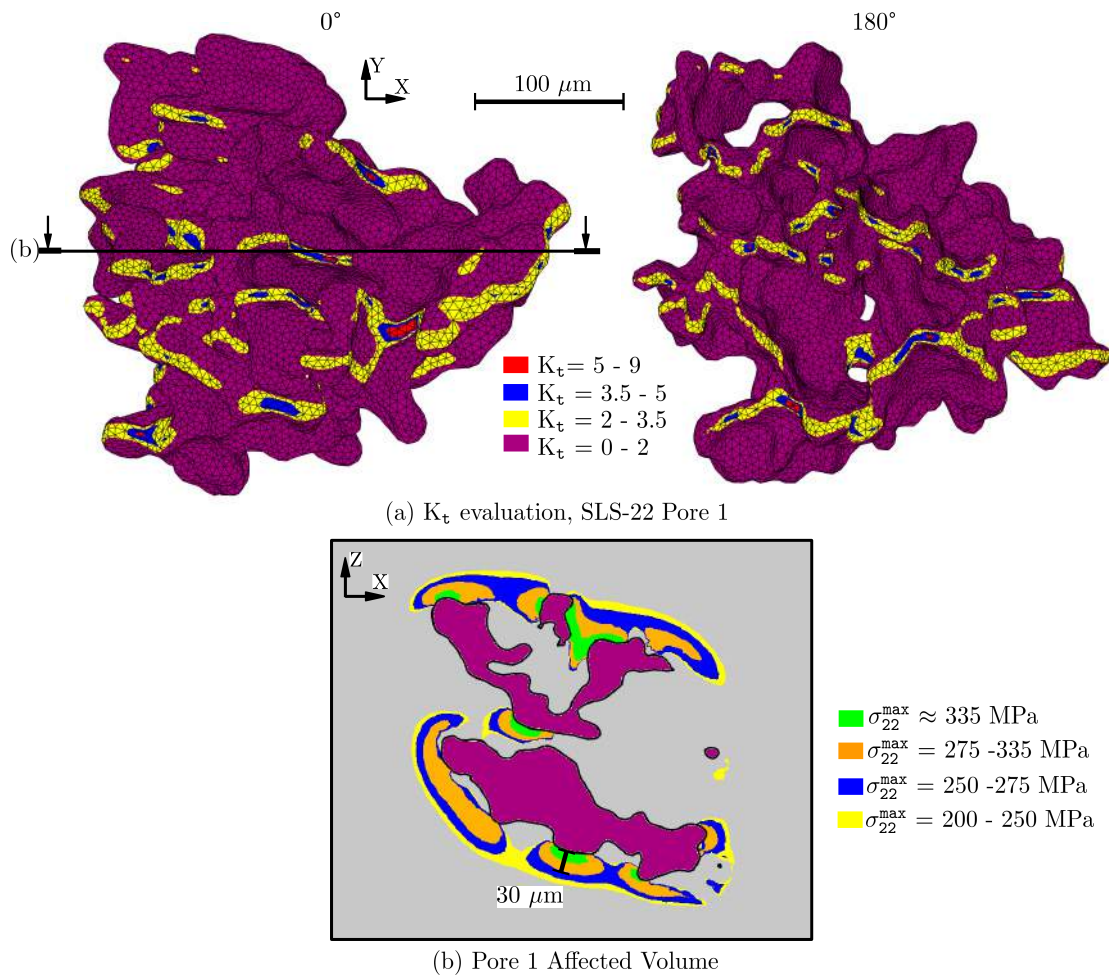 0° 180°
Y
X
100 μm
(b)
K_t = 5 - 9
K_t = 3.5 - 5
K_t = 2 - 3.5
K_t = 0 - 2
(a) K_t evaluation, SLS-22 Pore 1
Z
X
σ_22^max ≈ 335 MPa
σ_22^max = 275 -335 MPa
σ_22^max = 250 -275 MPa
σ_22^max = 200 - 250 MPa
30 μm
(b) Pore 1 Affected Volume